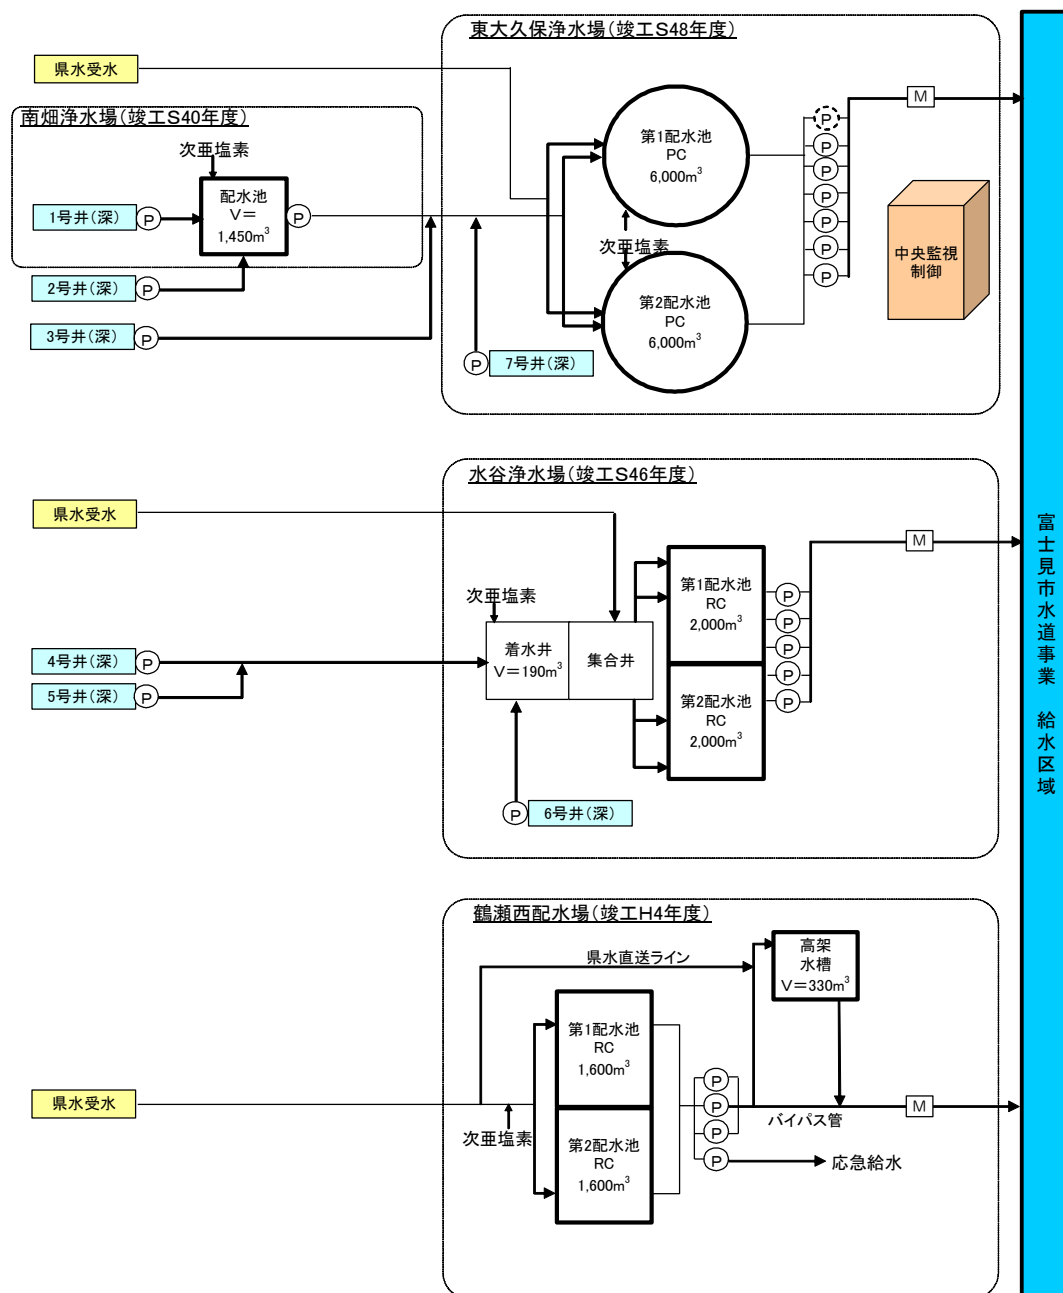 東大久保浄水場(竣工S48年度)
県水受水
南畑浄水場(竣工S40年度)
次亜塩素
配水池
V=
1,450m³
1号井(深)
P
P
2号井(深)
P
3号井(深)
P
7号井(深)
P
第1配水池
PC
6,000m³
次亜塩素
第2配水池
PC
6,000m³
P
P
P
P
P
P
P
M
中央監視
制御
水谷浄水場(竣工S46年度)
県水受水
次亜塩素
着水井
V=190m³
集合井
4号井(深)
P
5号井(深)
P
6号井(深)
P
第1配水池
RC
2,000m³
第2配水池
RC
2,000m³
P
P
P
P
P
M
鶴瀬西配水場(竣工H4年度)
県水直送ライン
高架
水槽
V=330m³
第1配水池
RC
1,600m³
県水受水
次亜塩素
第2配水池
RC
1,600m³
P
P
P
P
バイパス管
M
応急給水
富士見市水道事業 給水区域